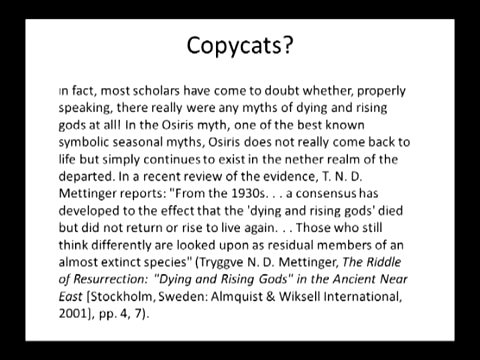 Copycats?
In fact, most scholars have come to doubt whether, properly
speaking, there really were any myths of dying and rising
gods at all! In the Osiris myth, one of the best known
symbolic seasonal myths, Osiris does not really come back to
life but simply continues to exist in the nether realm of the
departed. In a recent review of the evidence, T. N. D.
Mettinger reports: "From the 1930s. . . a consensus has
developed to the effect that the 'dying and rising gods' died
but did not return or rise to live again. . . Those who still
think differently are looked upon as residual members of an
almost extinct species" (Tryggve N. D. Mettinger, The Riddle
of Resurrection: "Dying and Rising Gods" in the Ancient Near
East [Stockholm, Sweden: Almquist & Wiksell International,
2001], pp. 4, 7).